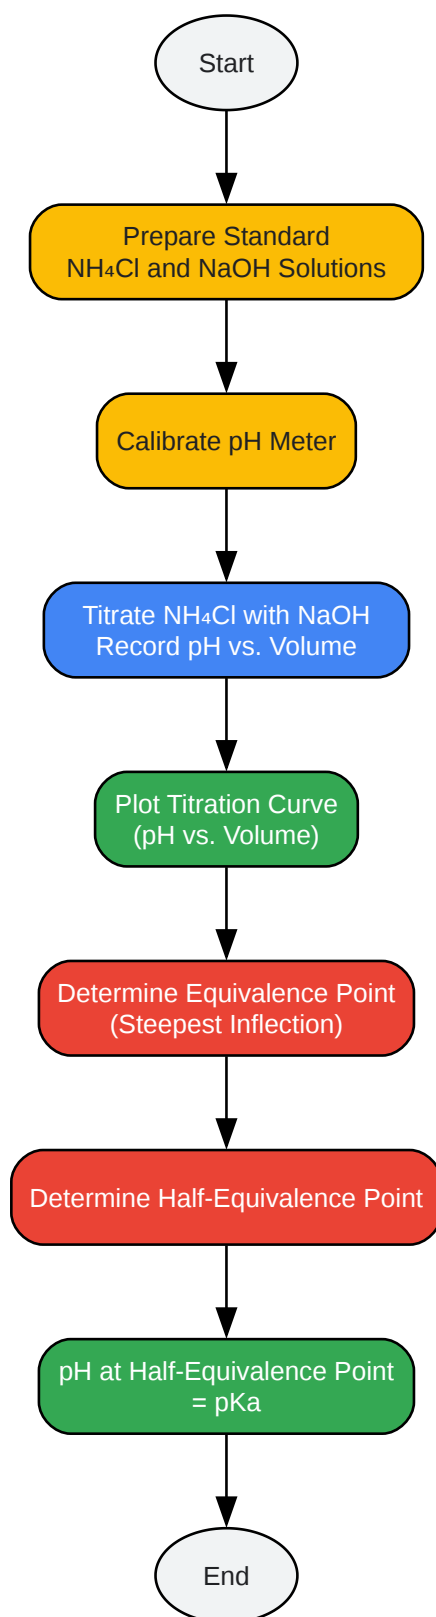 Start
Prepare Standard
NH₄Cl and NaOH Solutions
Calibrate pH Meter
Titrate NH₄Cl with NaOH
Record pH vs. Volume
Plot Titration Curve
(pH vs. Volume)
Determine Equivalence Point
(Steepest Inflection)
Determine Half-Equivalence Point
pH at Half-Equivalence Point
= pKa
End